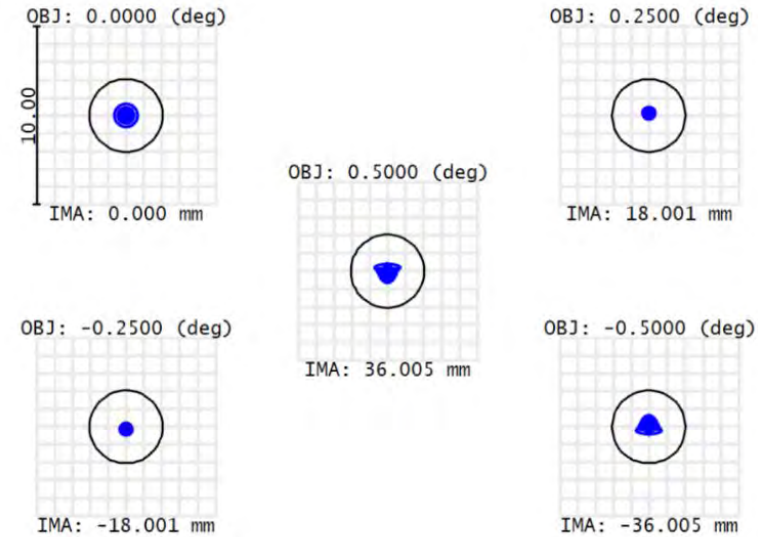 OBJ: 0.0000 (deg)
10.00
IMA: 0.000 mm
OBJ: 0.2500 (deg)
IMA: 18.001 mm
OBJ: 0.5000 (deg)
IMA: 36.005 mm
OBJ: -0.2500 (deg)
IMA: -18.001 mm
OBJ: -0.5000 (deg)
IMA: -36.005 mm